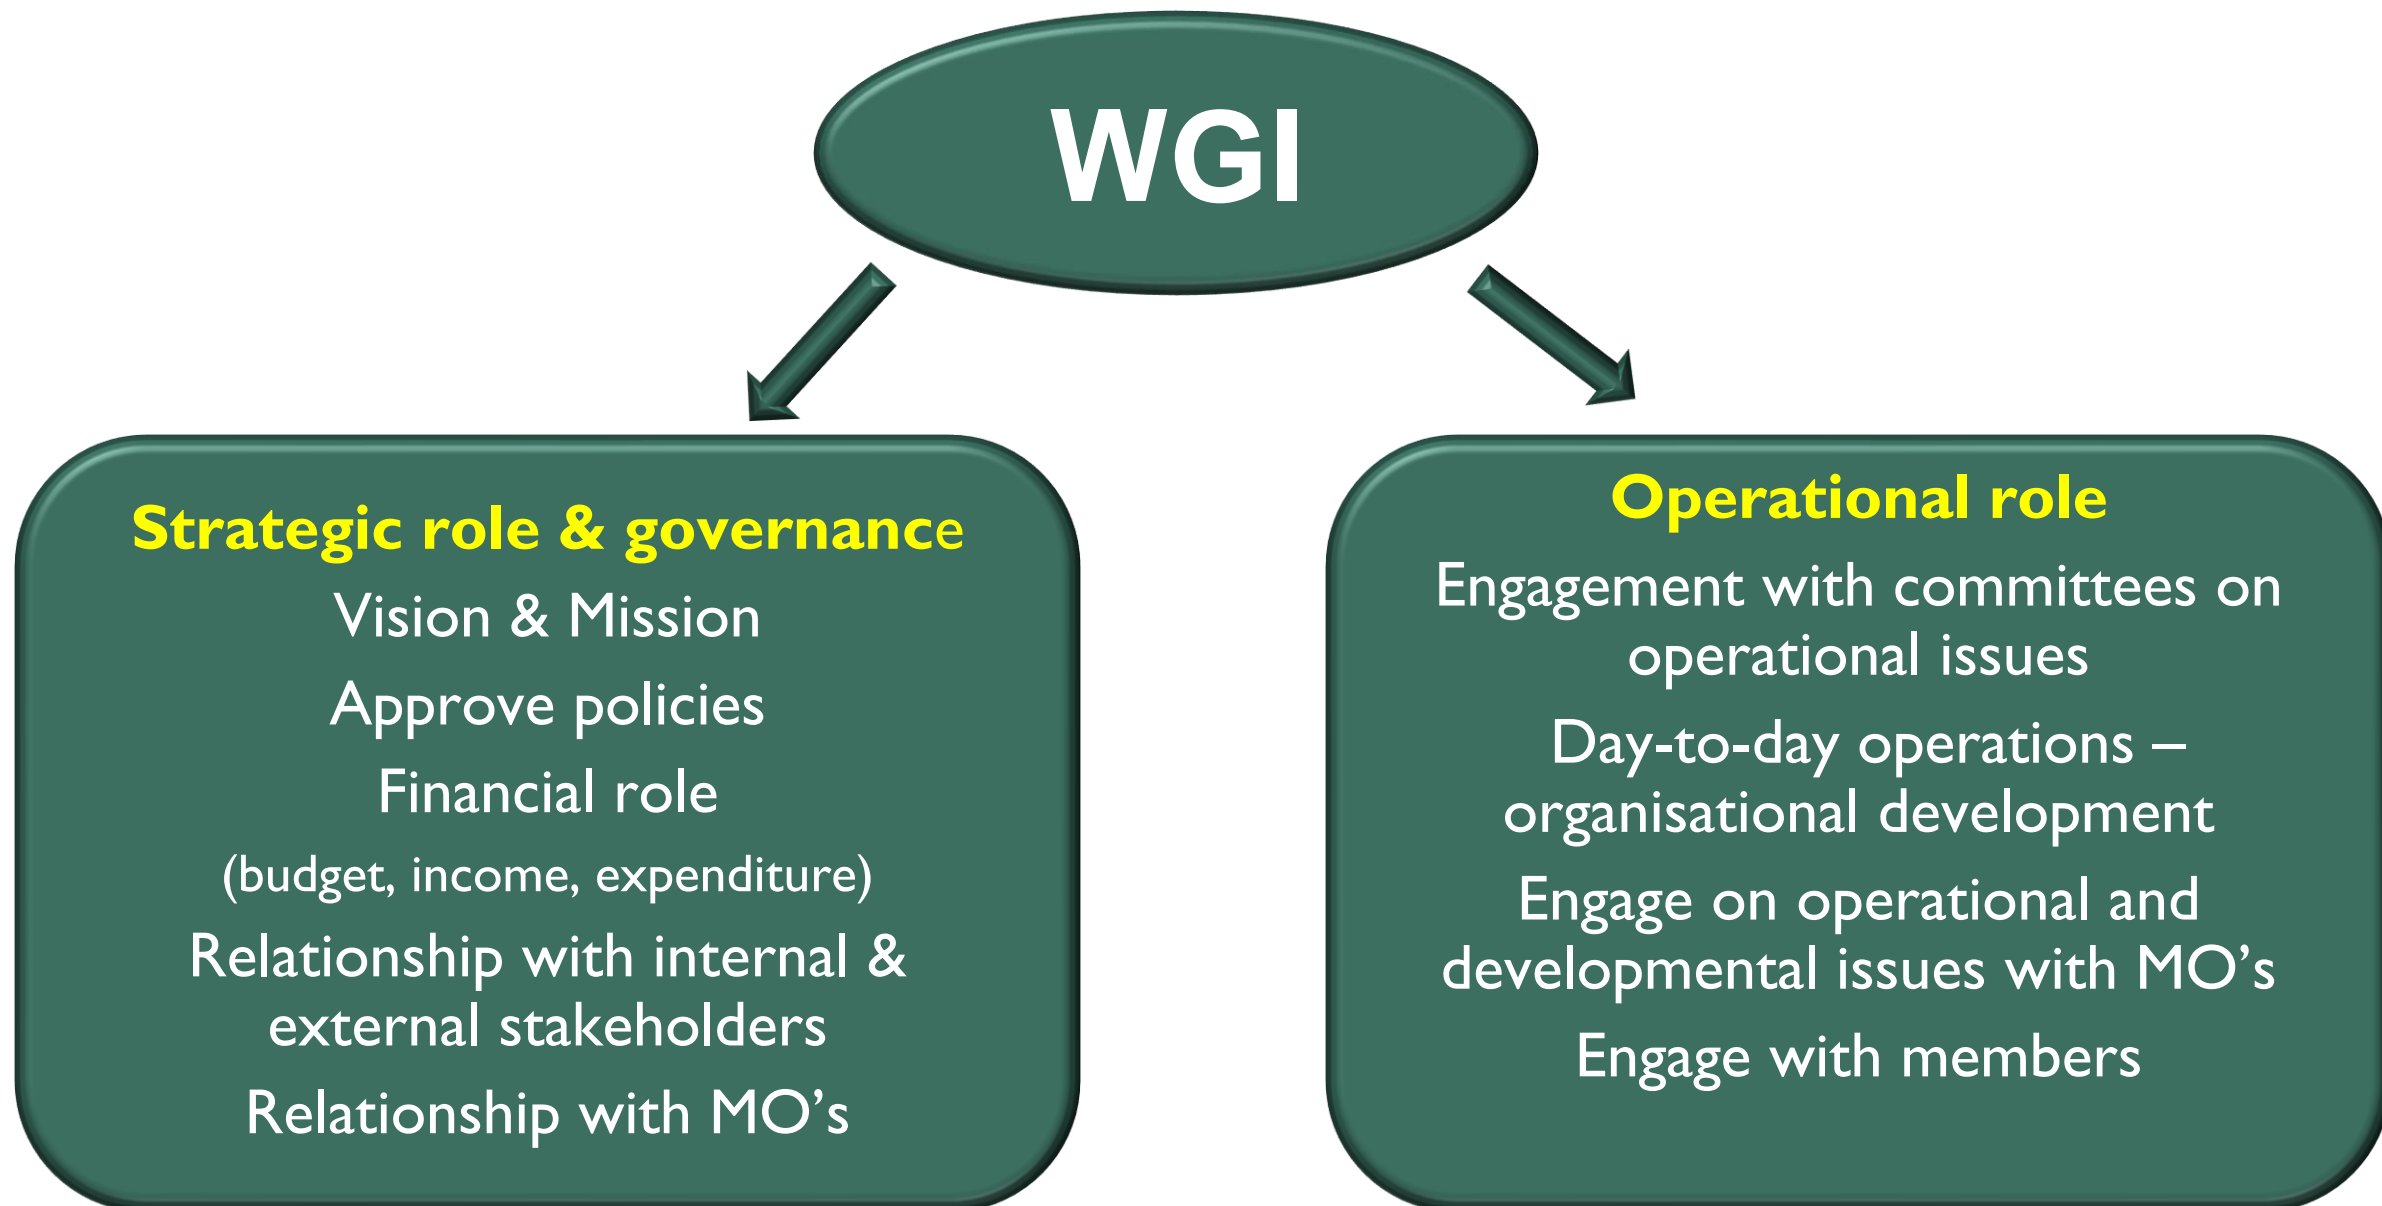 WGI
Strategic role & governance
Vision & Mission
Approve policies
Financial role
(budget, income, expenditure)
Relationship with internal &
external stakeholders
Relationship with MO’s
Operational role
Engagement with committees on
operational issues
Day-to-day operations –
organisational development
Engage on operational and
developmental issues with MO’s
Engage with members